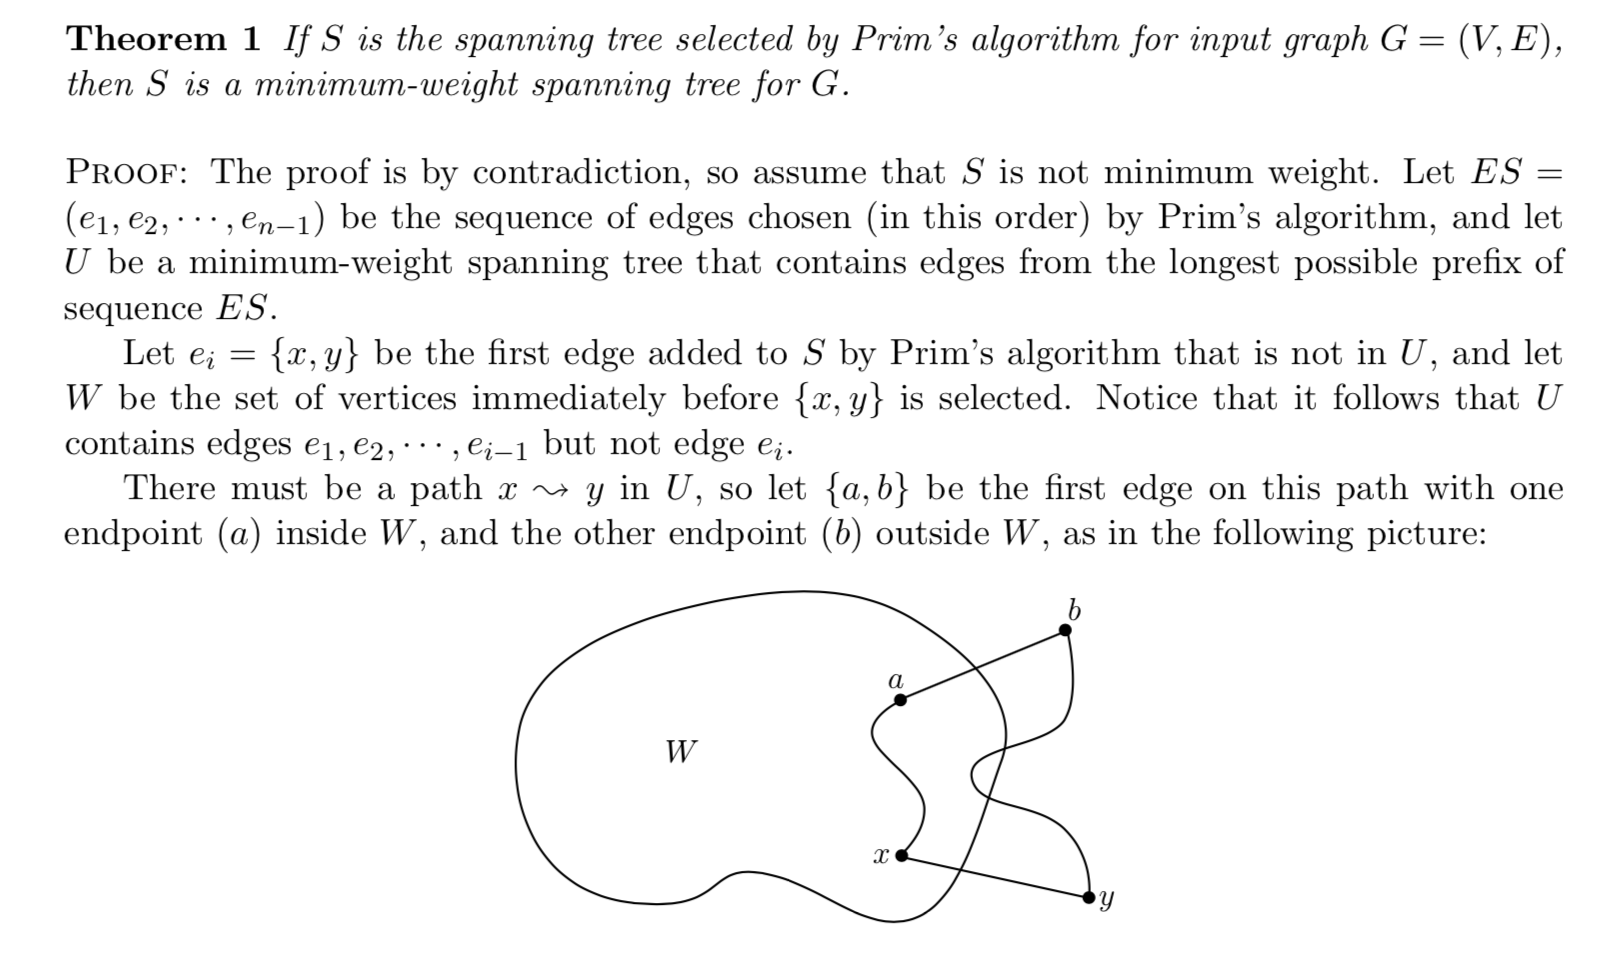 Theorem 1 If S is the spanning tree selected by Prim's algorithm for input graph G = (V, E),
then S is a minimum-weight spanning tree for G.
PROOF: The proof is by contradiction, so assume that S is not minimum weight. Let ES =
(e₁, e₂, ⋯ , eₙ₋₁) be the sequence of edges chosen (in this order) by Prim's algorithm, and let
U be a minimum-weight spanning tree that contains edges from the longest possible prefix of
sequence ES.
Let eᵢ = {x, y} be the first edge added to S by Prim's algorithm that is not in U, and let
W be the set of vertices immediately before {x, y} is selected. Notice that it follows that U
contains edges e₁, e₂, ⋯ , eᵢ₋₁ but not edge eᵢ.
There must be a path x ⇝ y in U, so let {a, b} be the first edge on this path with one
endpoint (a) inside W, and the other endpoint (b) outside W, as in the following picture:
b
a
W
x
y